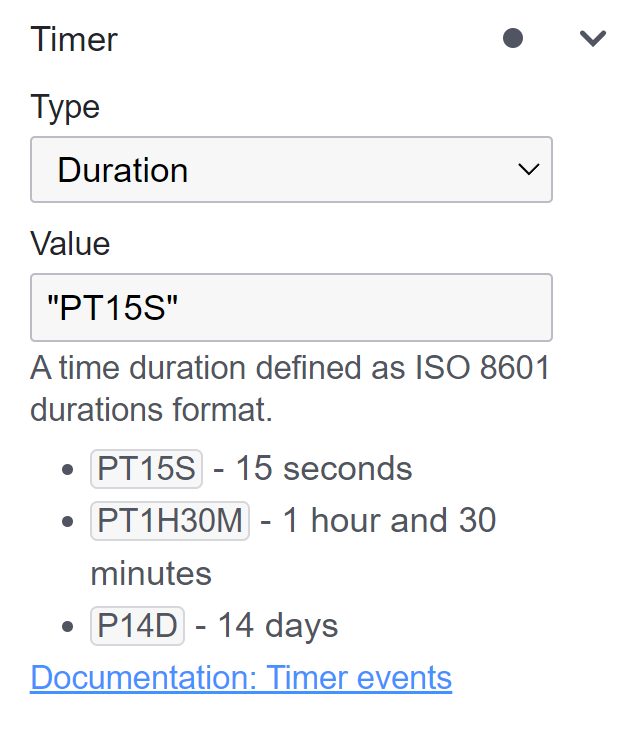 Timer
Type
Duration
Value
"PT15S"
A time duration defined as ISO 8601
durations format.
PT15S - 15 seconds
PT1H30M - 1 hour and 30
minutes
P14D - 14 days
Documentation: Timer events